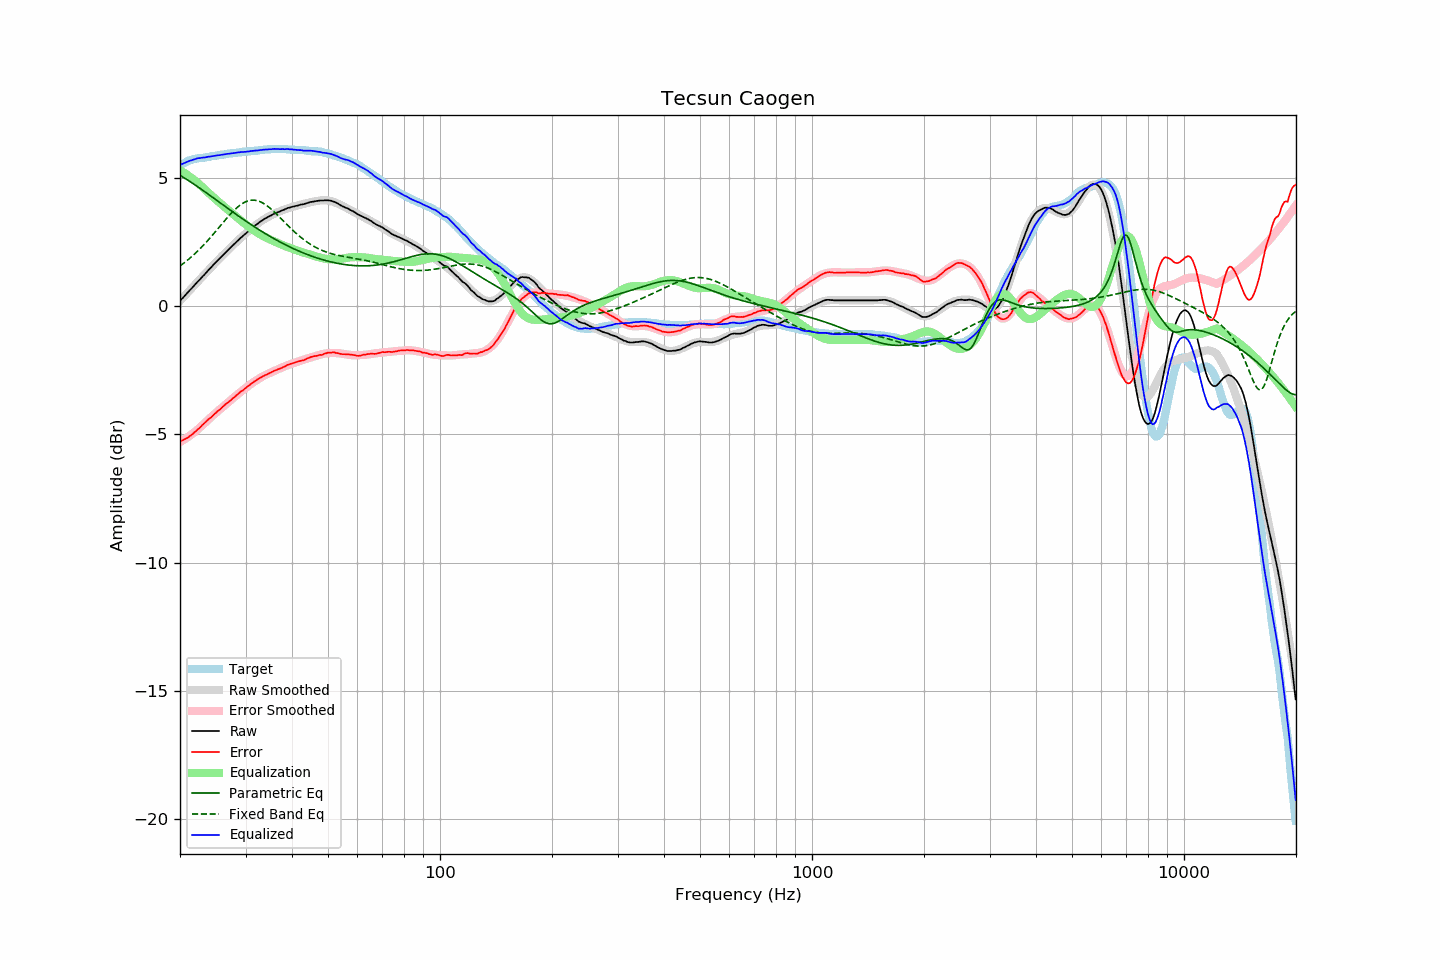 Tecsun Caogen
Amplitude (dBr)
5
0
−5
−10
−15
−20
Target
Raw Smoothed
Error Smoothed
Raw
Error
Equalization
Parametric Eq
Fixed Band Eq
Equalized
100 1000 10000
Frequency (Hz)